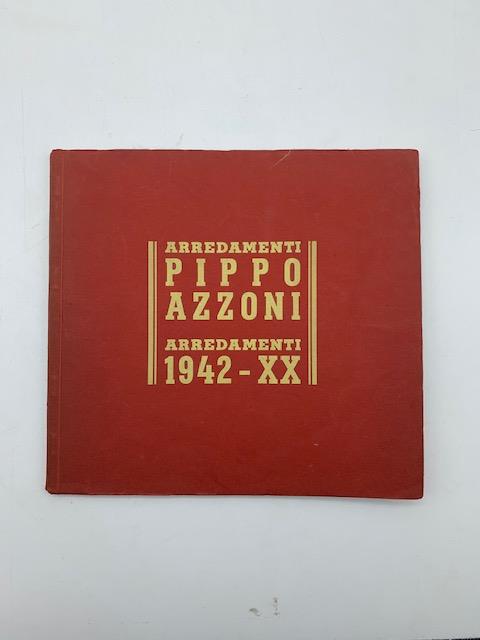 ARREDAMENTI
PIPPO
AZZONI
ARREDAMENTI
1942-XX